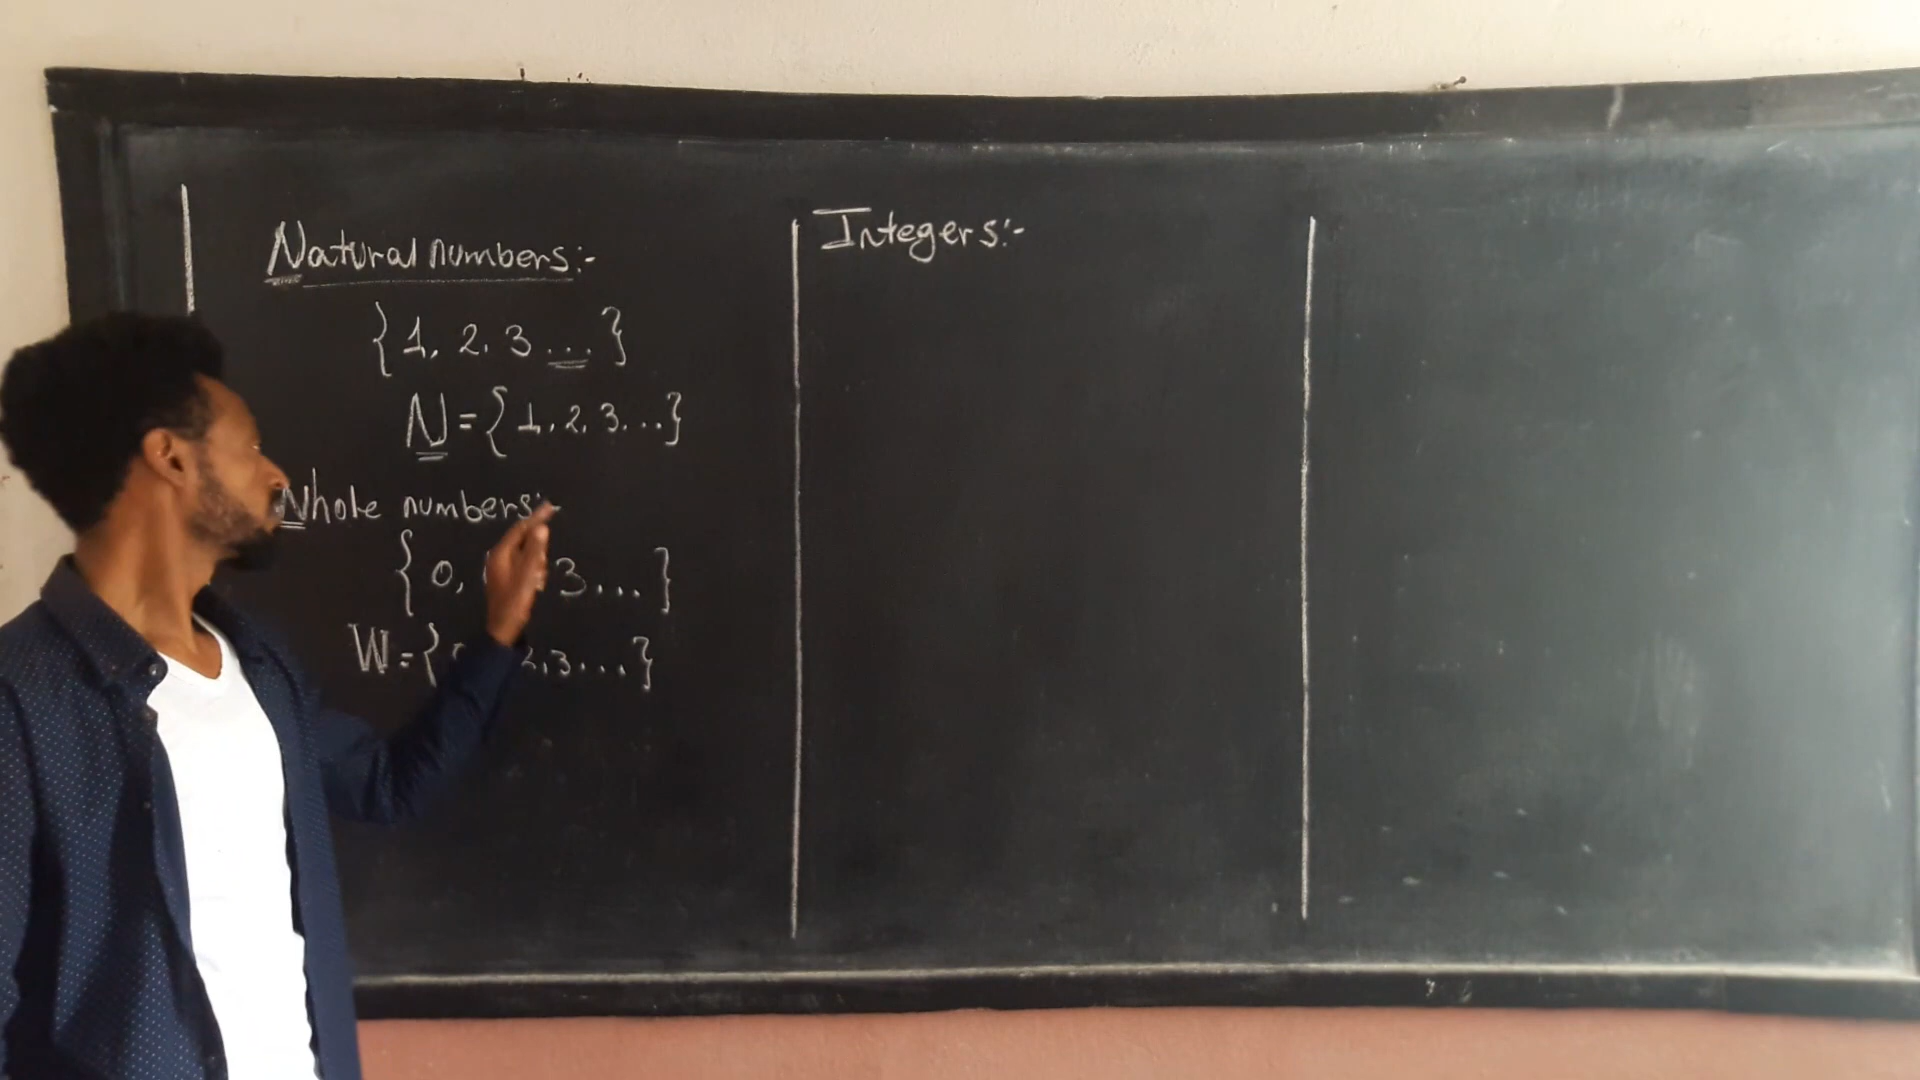 Natural numbers:-
{1, 2, 3 ...}
N={1, 2, 3...}
Whole numbers:-
{0, 3...}
W={ 2,3...}
Integers:-